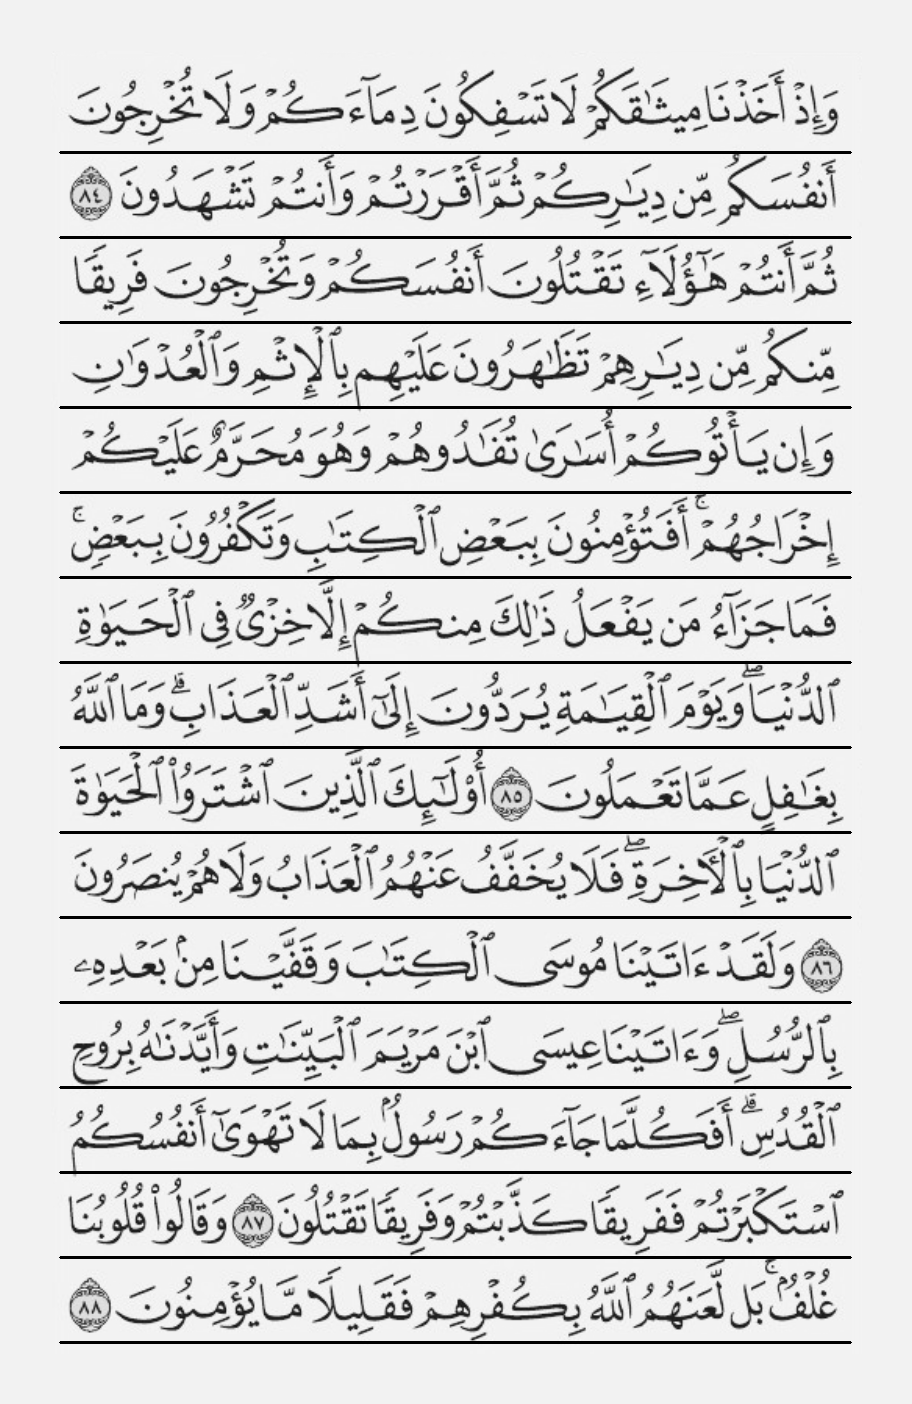 وَإِذْ أَخَذْنَا مِيثَٰقَكُمْ لَا تَسْفِكُونَ دِمَآءَكُمْ وَلَا تُخْرِجُونَ
أَنفُسَكُم مِّن دِيَٰرِكُمْ ثُمَّ أَقْرَرْتُمْ وَأَنتُمْ تَشْهَدُونَ ٨٤
ثُمَّ أَنتُمْ هَٰٓؤُلَآءِ تَقْتُلُونَ أَنفُسَكُمْ وَتُخْرِجُونَ فَرِيقًا
مِّنكُم مِّن دِيَٰرِهِمْ تَظَٰهَرُونَ عَلَيْهِم بِٱلْإِثْمِ وَٱلْعُدْوَٰنِ
وَإِن يَأْتُوكُمْ أُسَٰرَىٰ تُفَٰدُوهُمْ وَهُوَ مُحَرَّمٌ عَلَيْكُمْ
إِخْرَاجُهُمْ ۚ أَفَتُؤْمِنُونَ بِبَعْضِ ٱلْكِتَٰبِ وَتَكْفُرُونَ بِبَعْضٍ ۚ
فَمَا جَزَآءُ مَن يَفْعَلُ ذَٰلِكَ مِنكُمْ إِلَّا خِزْىٌ فِى ٱلْحَيَوٰةِ
ٱلدُّنْيَا ۖ وَيَوْمَ ٱلْقِيَٰمَةِ يُرَدُّونَ إِلَىٰٓ أَشَدِّ ٱلْعَذَابِ ۗ وَمَا ٱللَّهُ
بِغَٰفِلٍ عَمَّا تَعْمَلُونَ ٨٥ أُو۟لَٰٓئِكَ ٱلَّذِينَ ٱشْتَرَوُا۟ ٱلْحَيَوٰةَ
ٱلدُّنْيَا بِٱلْءَاخِرَةِ ۖ فَلَا يُخَفَّفُ عَنْهُمُ ٱلْعَذَابُ وَلَا هُمْ يُنصَرُونَ
٨٦ وَلَقَدْ ءَاتَيْنَا مُوسَى ٱلْكِتَٰبَ وَقَفَّيْنَا مِنۢ بَعْدِهِۦ
بِٱلرُّسُلِ ۖ وَءَاتَيْنَا عِيسَى ٱبْنَ مَرْيَمَ ٱلْبَيِّنَٰتِ وَأَيَّدْنَٰهُ بِرُوحِ
ٱلْقُدُسِ ۗ أَفَكُلَّمَا جَآءَكُمْ رَسُولٌۢ بِمَا لَا تَهْوَىٰٓ أَنفُسُكُمُ
ٱسْتَكْبَرْتُمْ فَفَرِيقًا كَذَّبْتُمْ وَفَرِيقًا تَقْتُلُونَ ٨٧ وَقَالُوا۟ قُلُوبُنَا
غُلْفٌۢ ۚ بَل لَّعَنَهُمُ ٱللَّهُ بِكُفْرِهِمْ فَقَلِيلًا مَّا يُؤْمِنُونَ ٨٨